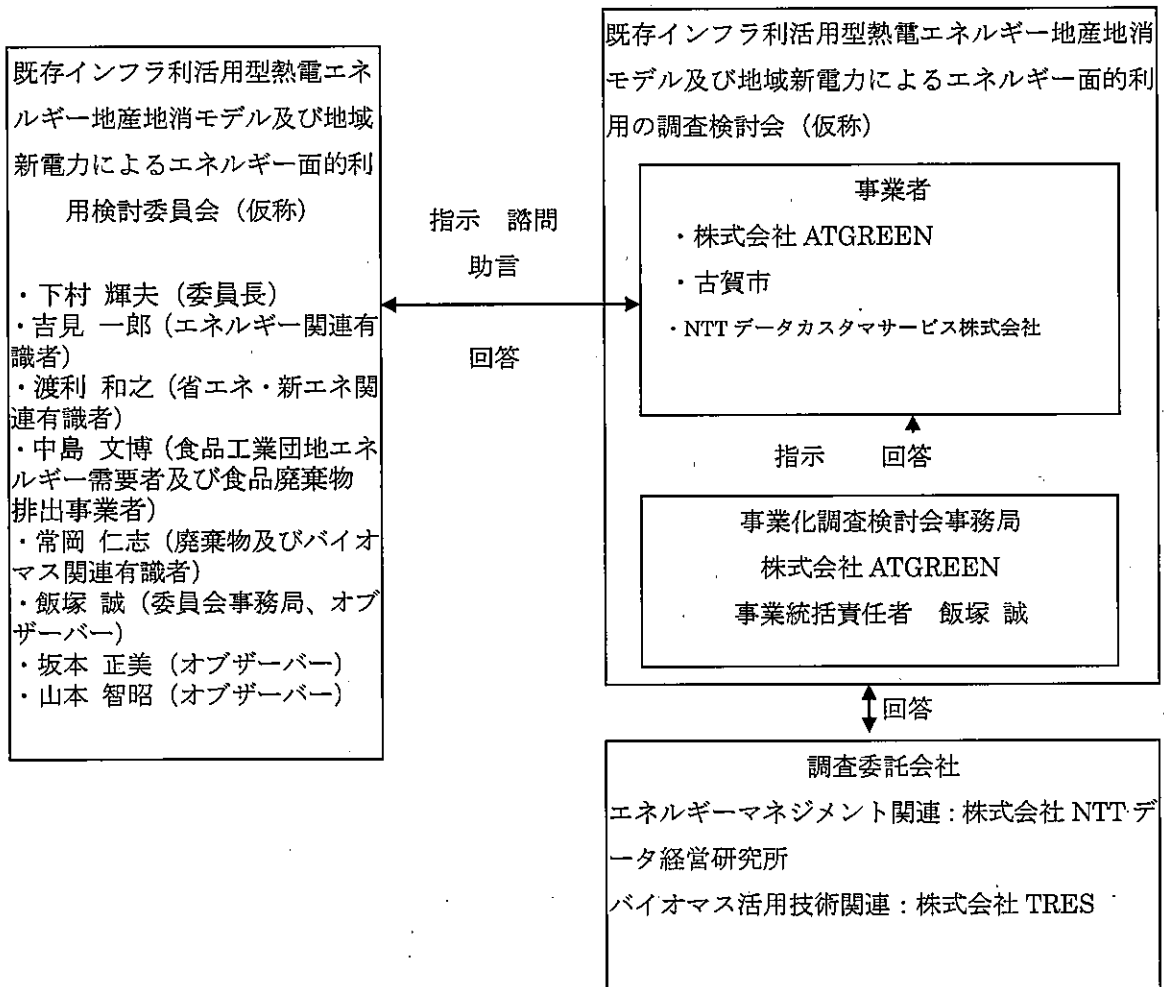 既存インフラ利活用型熱電エネ
ルギー地産地消モデル及び地域
新電力によるエネルギー面的利
用検討委員会（仮称）
・下村 輝夫（委員長）
・吉見 一郎（エネルギー関連有
識者）
・渡利 和之（省エネ・新エネ関
連有識者）
・中島 文博（食品工業団地エネ
ルギー需要者及び食品廃棄物
排出事業者）
・常岡 仁志（廃棄物及びバイオ
マス関連有識者）
・飯塚 誠（委員会事務局、オブ
ザーバー）
・坂本 正美（オブザーバー）
・山本 智昭（オブザーバー）
指示 諮問
助言
回答
既存インフラ利活用型熱電エネルギー地産地消
モデル及び地域新電力によるエネルギー面的利
用の調査検討会（仮称）
事業者
・株式会社 ATGREEN
・古賀市
・NTT データカスタマサービス株式会社
指示 回答
事業化調査検討会事務局
株式会社 ATGREEN
事業統括責任者 飯塚 誠
回答
調査委託会社
エネルギーマネジメント関連：株式会社 NTT デ
ータ経営研究所
バイオマス活用技術関連：株式会社 TRES